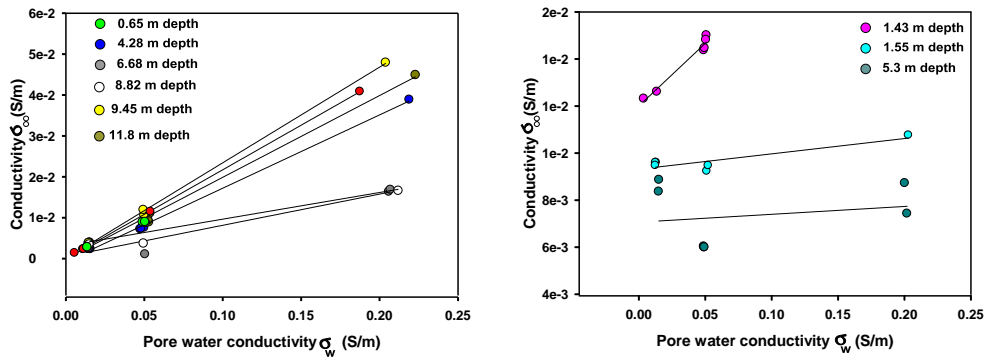 6e-2
5e-2
4e-2
3e-2
2e-2
1e-2
0
Conductivity σ∞(S/m)
0.65 m depth
4.28 m depth
6.68 m depth
8.82 m depth
9.45 m depth
11.8 m depth
0.00 0.05 0.10 0.15 0.20 0.25
Pore water conductivity σw (S/m)
2e-2
1e-2
1e-2
1e-2
8e-3
6e-3
4e-3
Conductivity σ∞(S/m)
1.43 m depth
1.55 m depth
5.3 m depth
0.00 0.05 0.10 0.15 0.20 0.25
Pore water conductivity σw (S/m)